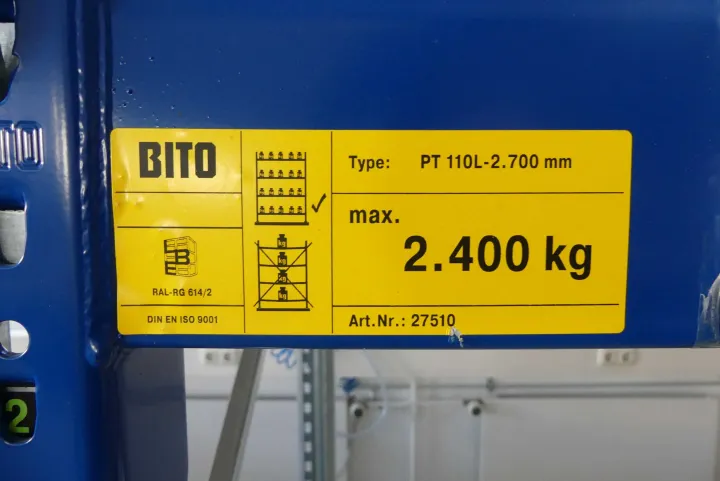 BITO
RAL-RG 614/2
DIN EN ISO 9001
Type: PT 110L-2.700 mm
max.
2.400 kg
Art.Nr.: 27510
2